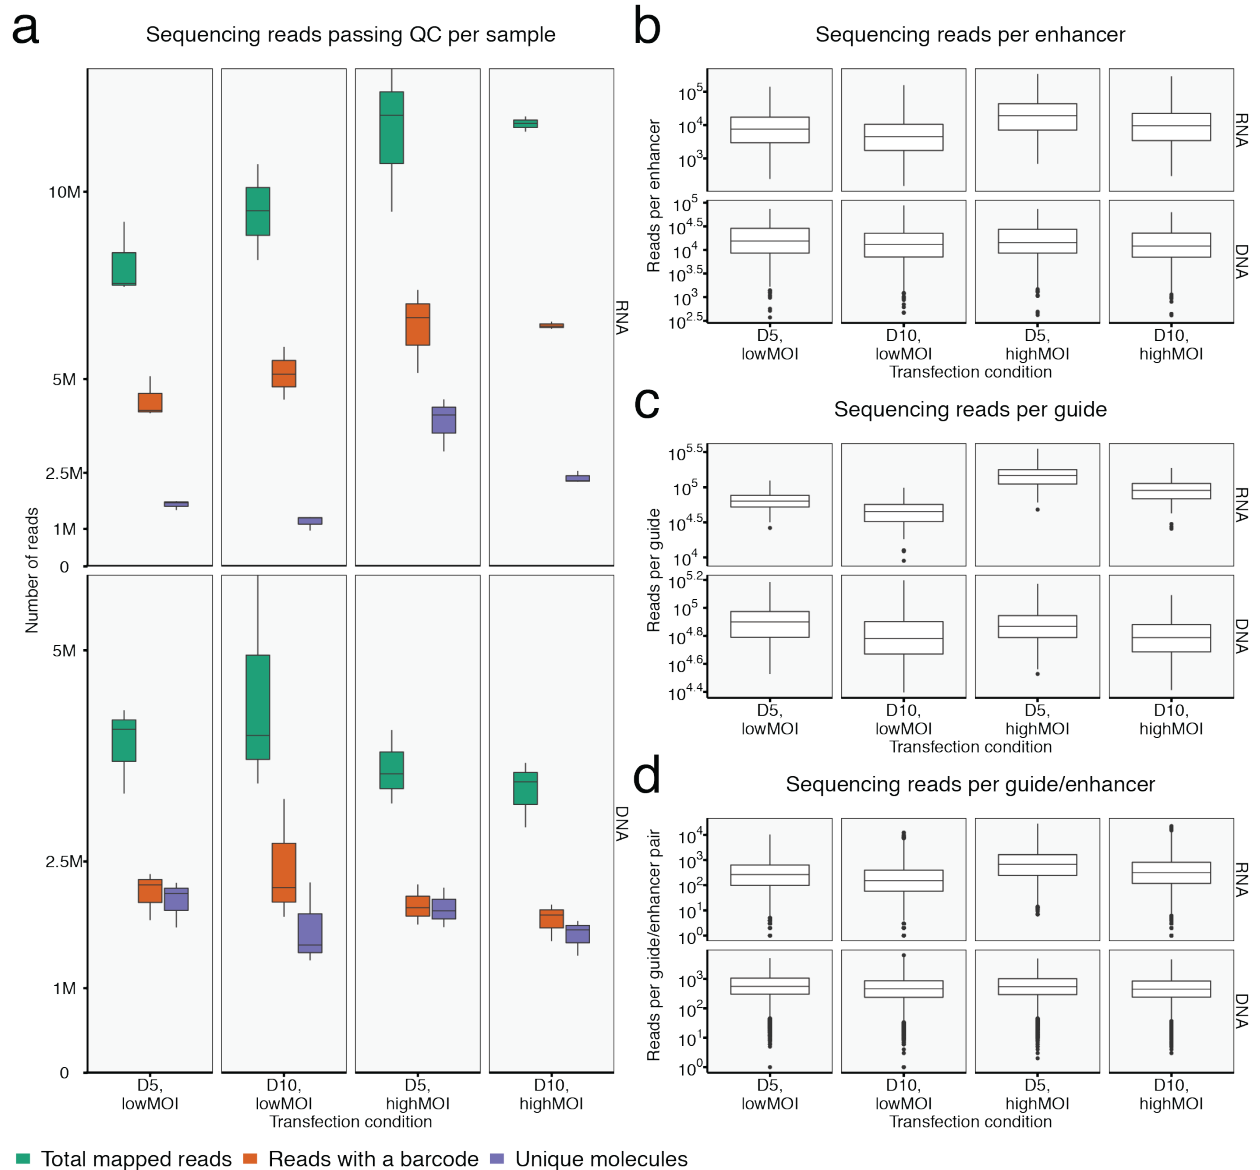 a
Sequencing reads passing QC per sample
10M
5M
2.5M
1M
0
RNA
5M
2.5M
1M
0
DNA
Number of reads
D5,
lowMOI
D10,
lowMOI
D5,
highMOI
D10,
highMOI
Transfection condition
Total mapped reads
Reads with a barcode
Unique molecules
b
Sequencing reads per enhancer
Reads per enhancer
10^5
10^4
10^3
RNA
10^5
10^4.5
10^4
10^3.5
10^3
10^2.5
DNA
D5,
lowMOI
D10,
lowMOI
D5,
highMOI
D10,
highMOI
Transfection condition
c
Sequencing reads per guide
Reads per guide
10^5.5
10^5
10^4.5
10^4
RNA
10^5.2
10^5
10^4.8
10^4.6
10^4.4
DNA
D5,
lowMOI
D10,
lowMOI
D5,
highMOI
D10,
highMOI
Transfection condition
d
Sequencing reads per guide/enhancer
Reads per guide/enhancer pair
10^4
10^3
10^2
10^1
10^0
RNA
10^3
10^2
10^1
10^0
DNA
D5,
lowMOI
D10,
lowMOI
D5,
highMOI
D10,
highMOI
Transfection condition